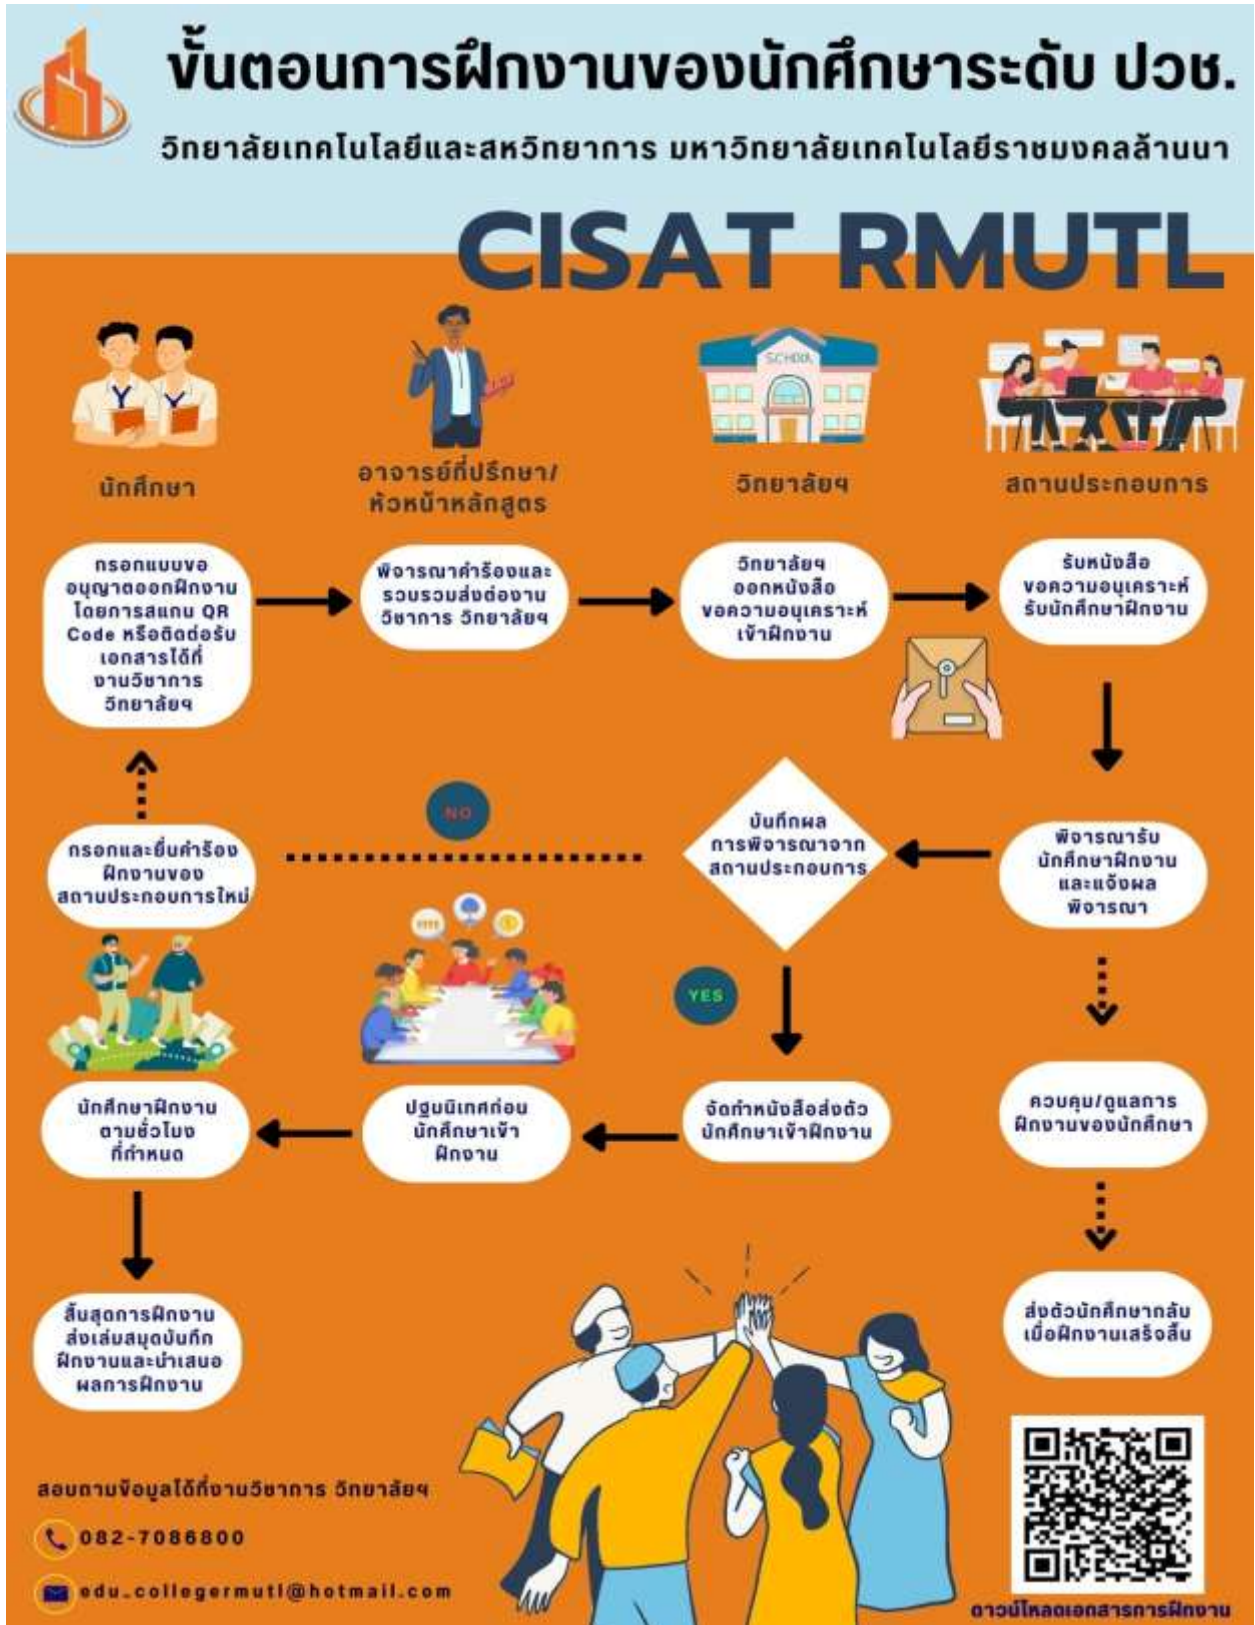 ขั้นตอนการฝึกงานของนักศึกษาระดับ ปวช.
วิทยาลัยเทคโนโลยีและสหวิทยาการ มหาวิทยาลัยเทคโนโลยีราชมงคลล้านนา
CISAT RMUTL
SCHOOL
นักศึกษา
อาจารย์ที่ปรึกษา/
หัวหน้าหลักสูตร
วิทยาลัยฯ
สถานประกอบการ
กรอกแบบขอ
อนุญาตออกฝึกงาน
โดยการสแกน QR
Code หรือติดต่อรับ
เอกสารได้ที่
งานวิชาการ
วิทยาลัยฯ
พิจารณาคำร้องและ
รวบรวมส่งต่องาน
วิชาการ วิทยาลัยฯ
วิทยาลัยฯ
ออกหนังสือ
ขอความอนุเคราะห์
เข้าฝึกงาน
รับหนังสือ
ขอความอนุเคราะห์
รับนักศึกษาฝึกงาน
กรอกและยื่นคำร้อง
ฝึกงานของ
สถานประกอบการใหม่
NO
บันทึกผล
การพิจารณาจาก
สถานประกอบการ
พิจารณารับ
นักศึกษาฝึกงาน
และแจ้งผล
พิจารณา
YES
นักศึกษาฝึกงาน
ตามชั่วโมง
ที่กำหนด
ปฐมนิเทศก่อน
นักศึกษาเข้า
ฝึกงาน
จัดทำหนังสือส่งตัว
นักศึกษาเข้าฝึกงาน
ควบคุม/ดูแลการ
ฝึกงานของนักศึกษา
สิ้นสุดการฝึกงาน
ส่งเล่มสมุดบันทึก
ฝึกงานและนำเสนอ
ผลการฝึกงาน
ส่งตัวนักศึกษากลับ
เมื่อฝึกงานเสร็จสิ้น
สอบถามข้อมูลได้ที่งานวิชาการ วิทยาลัยฯ
082-7086800
edu_collegermutl@hotmail.com
ดาวน์โหลดเอกสารการฝึกงาน